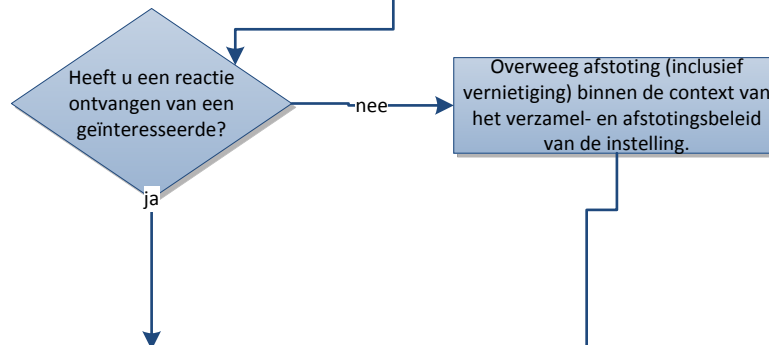 Heeft u een reactie
ontvangen van een
geïnteresseerde?
nee
Overweeg afstoting (inclusief
vernietiging) binnen de context van
het verzamel- en afstotingsbeleid
van de instelling.
ja